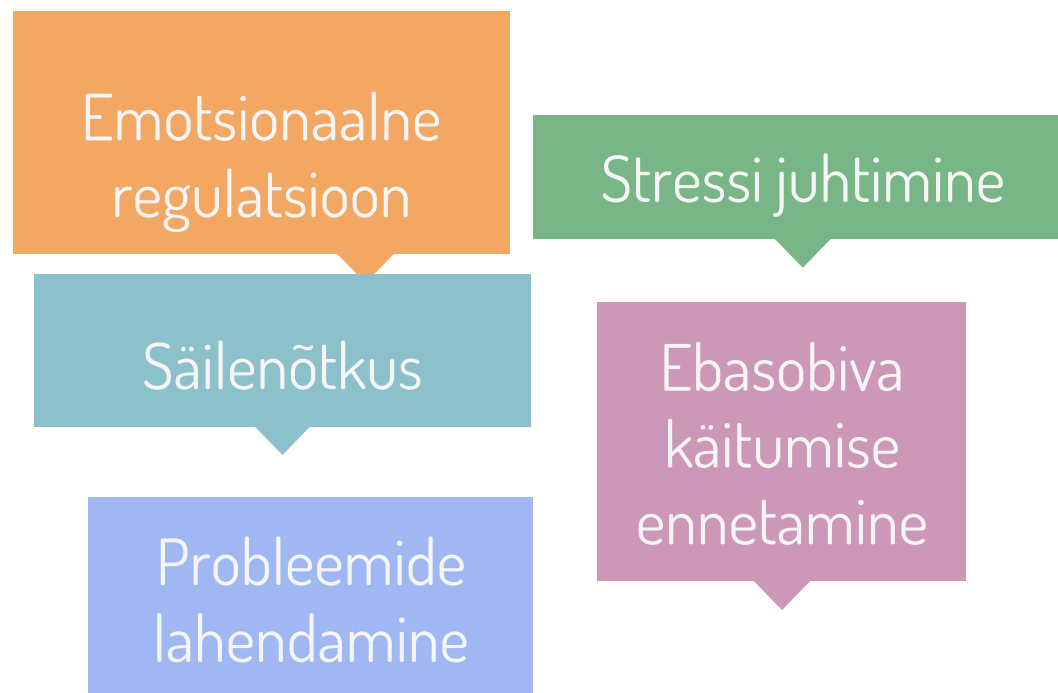 Emotsionaalne
regulatsioon
Stressi juhtimine
Säilenõtkus
Ebasobiva
käitumise
ennetamine
Probleemide
lahendamine